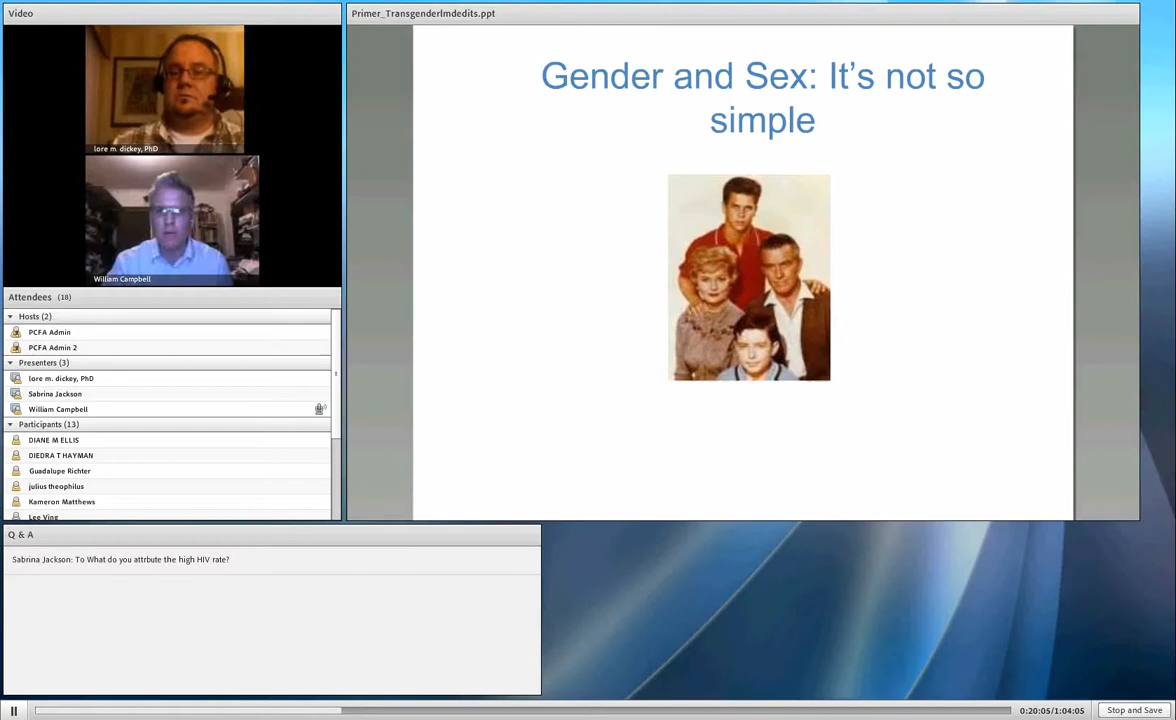 Video
lore m. dickey, PhD
William Campbell
Attendees (18)
Hosts (2)
PCFA Admin
PCFA Admin 2
Presenters (3)
lore m. dickey, PhD
Sabrina Jackson
William Campbell
Participants (13)
DIANE M ELLIS
DIEDRA T HAYMAN
Guadalupe Richter
julius theophilus
Kameron Matthews
Lee Ving
Primer_Transgenderlmdedits.ppt
Gender and Sex: It’s not so
simple
Q & A
Sabrina Jackson: To What do you attrbute the high HIV rate?
0:20:05/1:04:05
Stop and Save